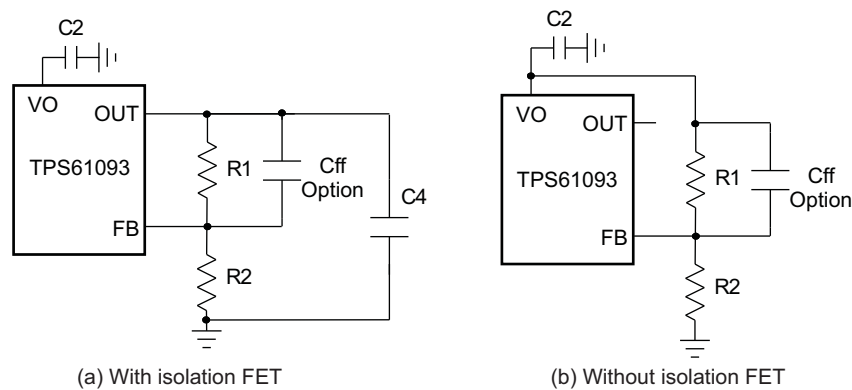 C2
VO
OUT
TPS61093
R1
Cff
Option
C4
FB
R2
(a) With isolation FET
C2
VO
OUT
TPS61093
R1
Cff
Option
FB
R2
(b) Without isolation FET